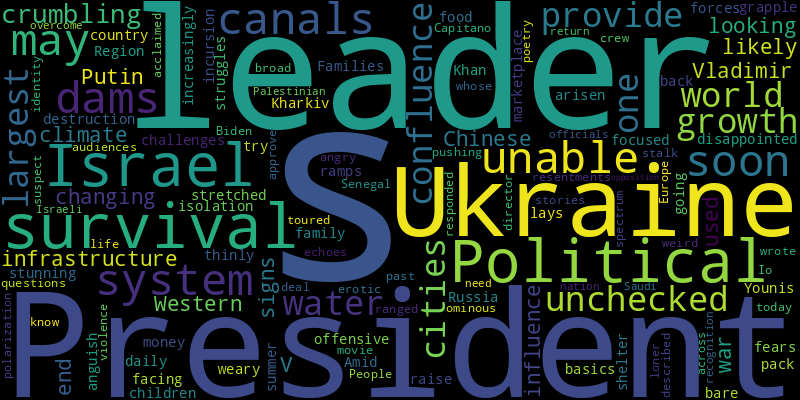 crumbling
overcome
may
country
Region
acclaimed
increasingly
incursion
struggles
canals
leader
confluence
food
Capitano
provide
forces
grapple
looking
likely
return
crew
poetry
marketplace
Khan
whose
arisen
one
back
Vladimir
world
growth
largest
identity
Putin
dams
destruction
climate
audiences
challenges
broad
Families
Palestinian
Kharkiv
Biden
try
approve
Chinese
officials
focused
disappointed
pushing
stalk
soon
suspect
Israel
changing
stretched
isolation
angry
ramps
Senegal
S
Ukraine
unable
resentments
opposition
Europe
going
used
Israeli
survival
life
toured
family
echoes
responded
director
lays
stories
spectrum
weird
wrote
infrastructure
thinly
stunning
questions
system
signs
deal
erotic
past
water
ranged
cities
Political
need
Russia
ominous
nation
Saudi
unchecked
Io
Younis
today
President
polarization
know
end
anguish
violence
Western
money
daily
facing
children
weary
summer
V
offensive
movie
Amid
People
raise
influence
basics
shelter
loner
described
across
recognition
war
fears
pack
bare